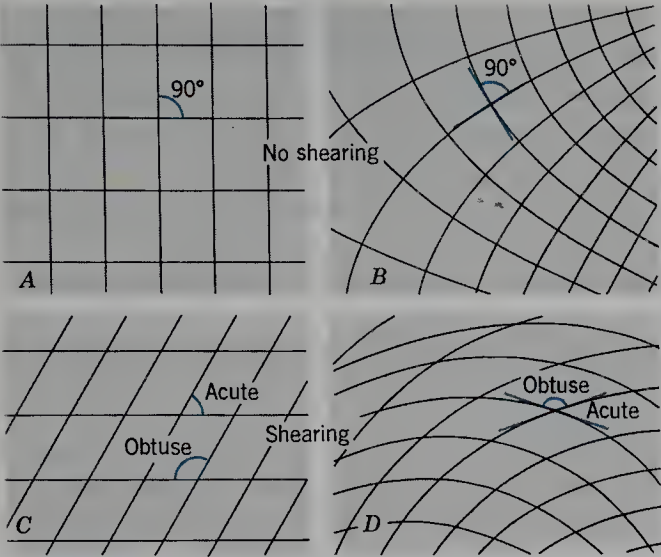 90°
90°
No shearing
A
B
Acute
Obtuse
Shearing
C
Obtuse
Acute
D